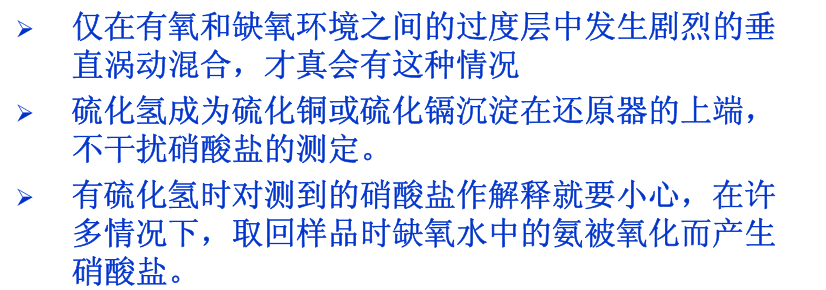 ➢ 仅在有氧和缺氧环境之间的过度层中发生剧烈的垂
直涡动混合，才真会有这种情况
➢ 硫化氢成为硫化铜或硫化镉沉淀在还原器的上端，
不干扰硝酸盐的测定。
➢ 有硫化氢时对测到的硝酸盐作解释就要小心，在许
多情况下，取回样品时缺氧水中的氨被氧化而产生
硝酸盐。